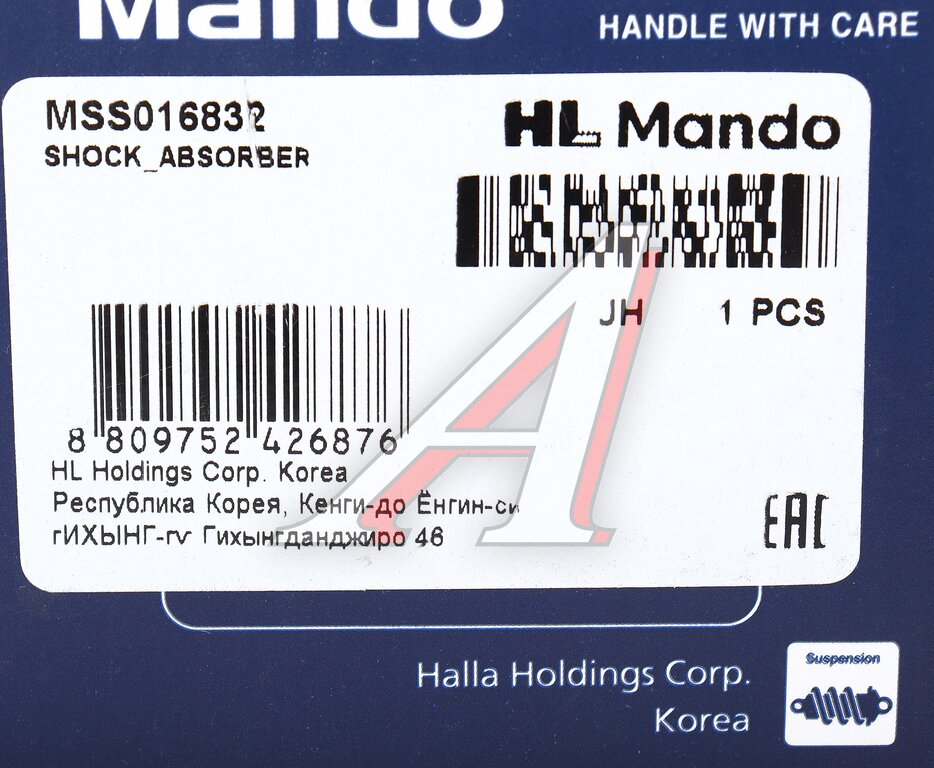 Mando
HANDLE WITH CARE
MSS016832
HL Mando
SHOCK_ABSORBER
JH 1 PCS
8 809752 426876
HL Holdings Corp. Korea
Республика Корея, Кенги-до Ёнгин-си
гИХЫНГ-гу Гихынгданджиро 46
EAC
Halla Holdings Corp.
Korea
Suspension